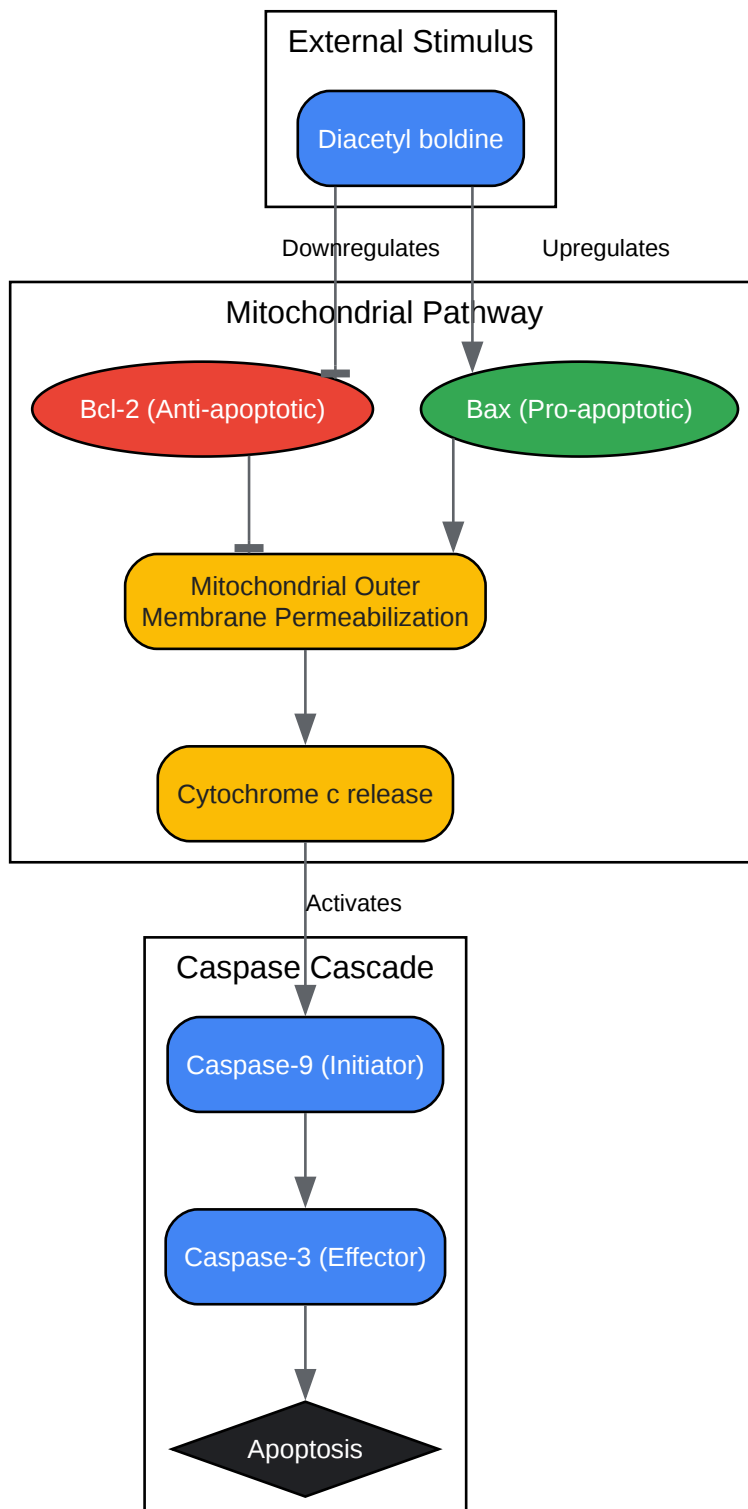 External Stimulus
Diacetyl boldine
Downregulates
Upregulates
Mitochondrial Pathway
Bcl-2 (Anti-apoptotic)
Bax (Pro-apoptotic)
Mitochondrial Outer
Membrane Permeabilization
Cytochrome c release
Activates
Caspase Cascade
Caspase-9 (Initiator)
Caspase-3 (Effector)
Apoptosis